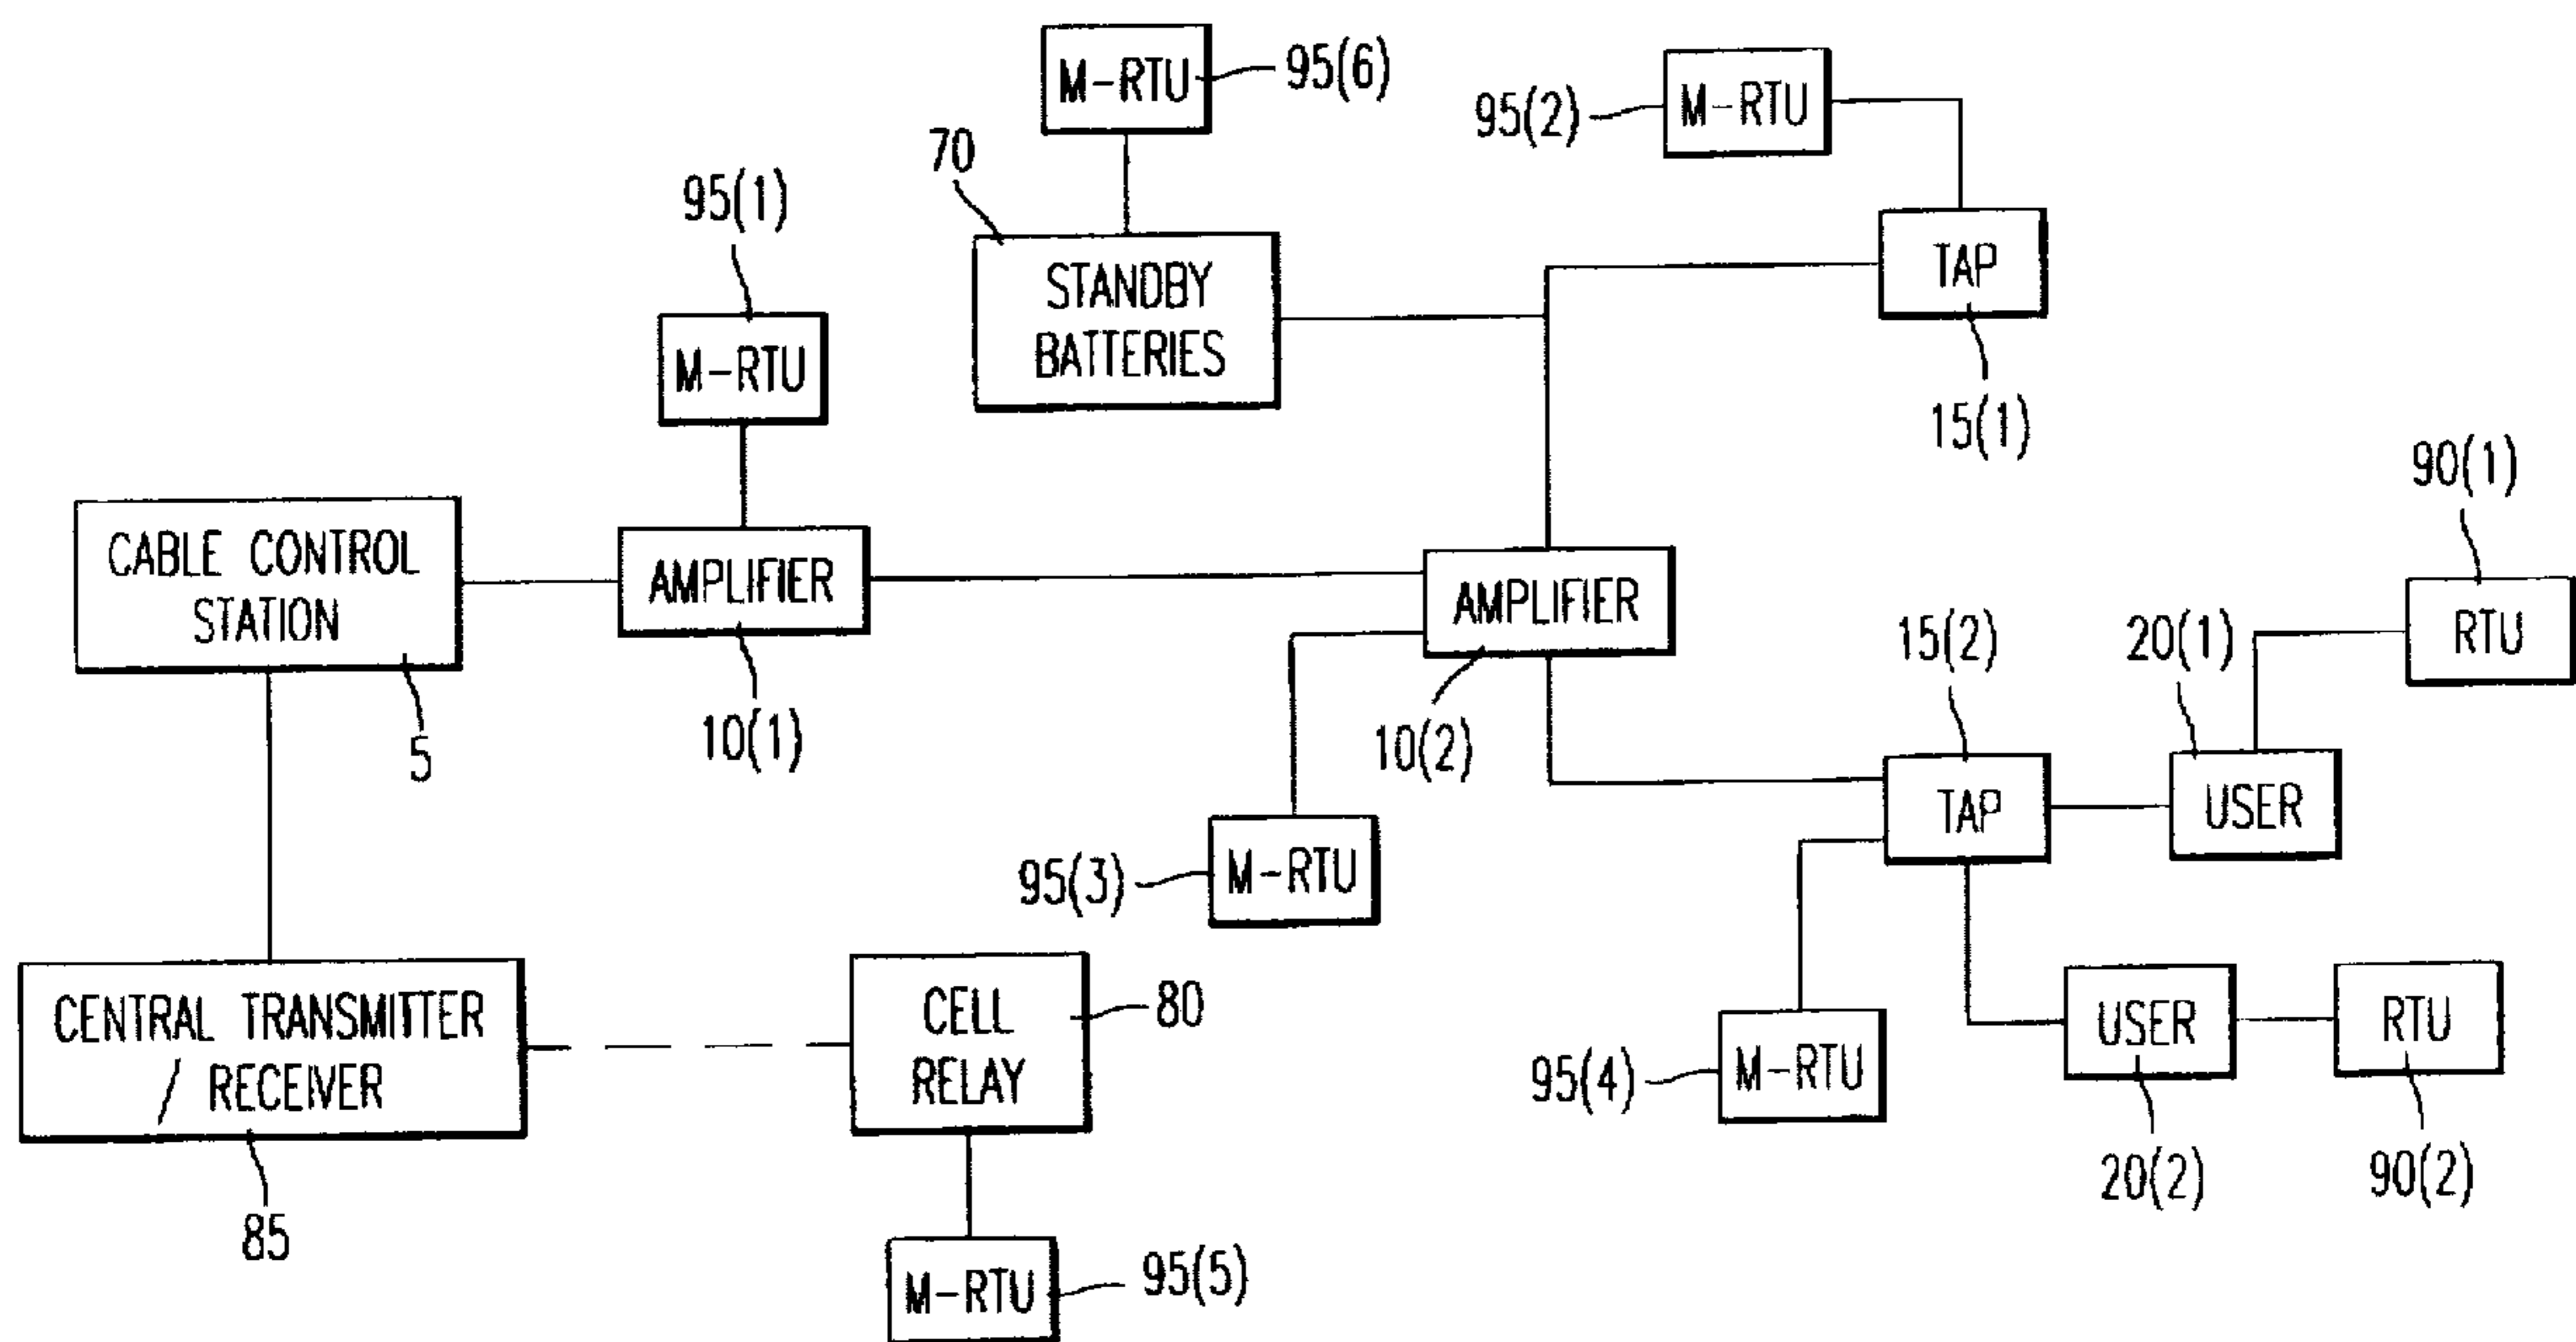 M-RTU
95(6)
95(2)
M-RTU
70
95(1)
STANDBY
BATTERIES
TAP
M-RTU
15(1)
90(1)
CABLE CONTROL
STATION
AMPLIFIER
AMPLIFIER
RTU
15(2)
20(1)
5
10(1)
10(2)
TAP
USER
95(3)
M-RTU
CENTRAL TRANSMITTER
/ RECEIVER
CELL
RELAY
80
USER
RTU
95(4)
M-RTU
85
20(2)
90(2)
M-RTU
95(5)